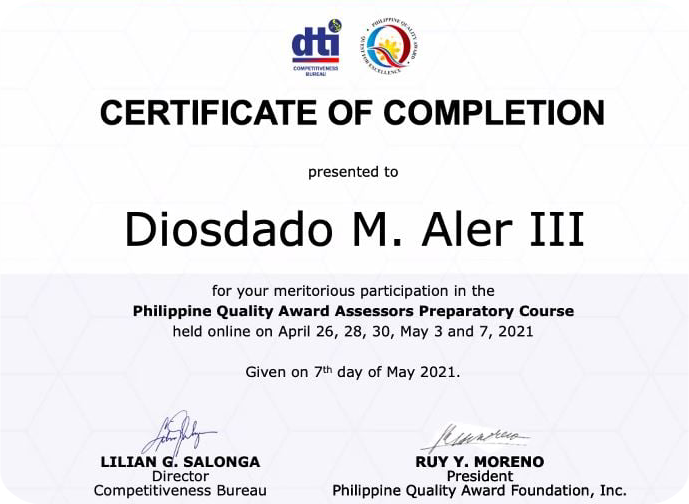 dti
COMPETITIVENESS
BUREAU
PHILIPPINE QUALITY AWARD
QUEST FOR EXCELLENCE
CERTIFICATE OF COMPLETION
presented to
Diosdado M. Aler III
for your meritorious participation in the
Philippine Quality Award Assessors Preparatory Course
held online on April 26, 28, 30, May 3 and 7, 2021
Given on 7th day of May 2021.
LILIAN G. SALONGA
Director
Competitiveness Bureau
RUY Y. MORENO
President
Philippine Quality Award Foundation, Inc.